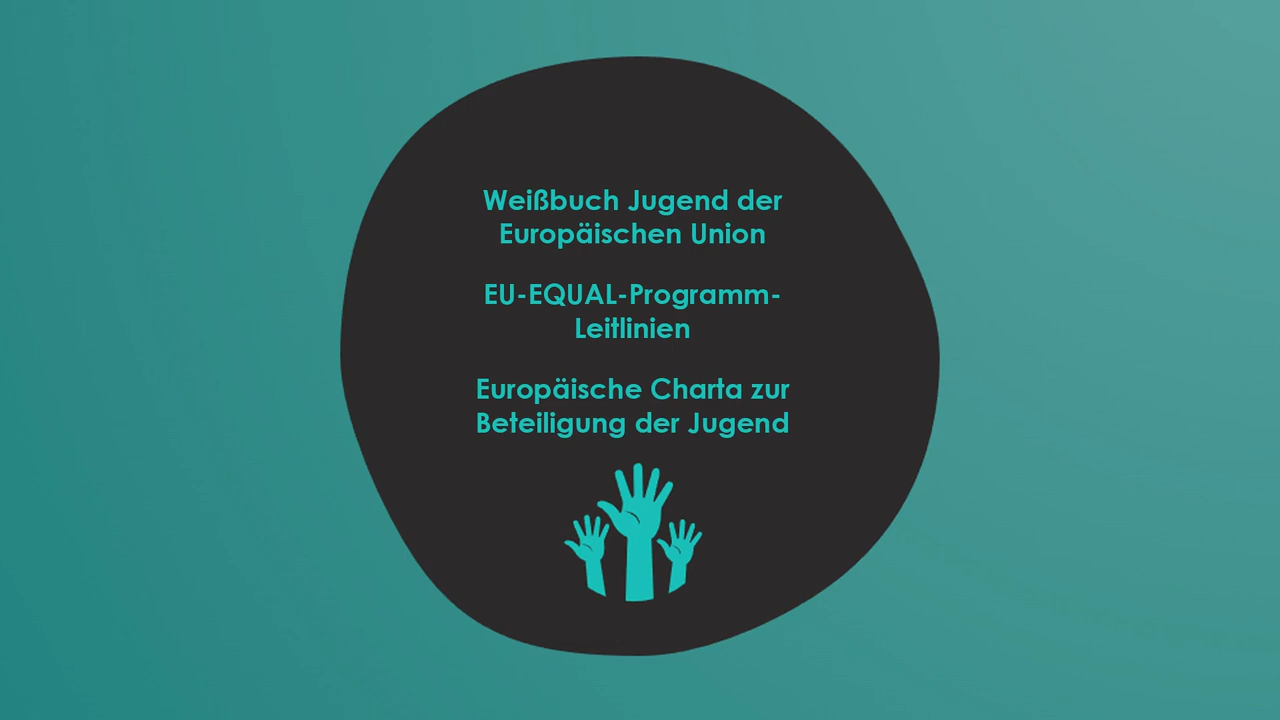 Weißbuch Jugend der
Europäischen Union
EU-EQUAL-Programm-
Leitlinien
Europäische Charta zur
Beteiligung der Jugend